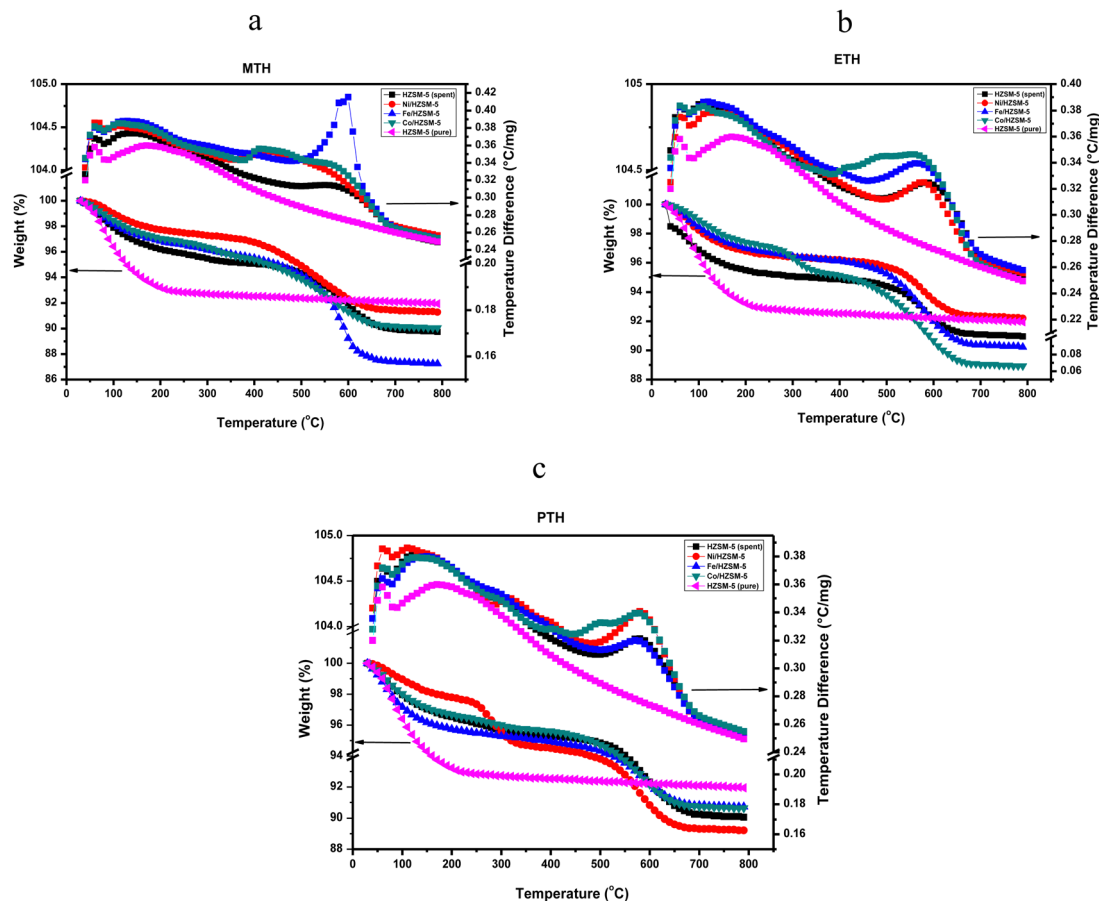 a
MTH
105.0
104.5
104.0
100
98
96
94
92
90
88
86
Weight (%)
0 100 200 300 400 500 600 700 800
Temperature (°C)
0.42
0.40
0.38
0.36
0.34
0.32
0.30
0.28
0.26
0.24
0.20
0.18
0.16
Temperature Difference (°C/mg)
HZSM-5 (spent)
Ni/HZSM-5
Fe/HZSM-5
Co/HZSM-5
HZSM-5 (pure)
b
ETH
105
104.5
100
98
96
94
92
90
88
Weight (%)
0 100 200 300 400 500 600 700 800
Temperature (°C)
0.40
0.38
0.36
0.34
0.32
0.30
0.28
0.26
0.24
0.22
0.20
0.08
0.06
Temperature Difference (°C/mg)
HZSM-5 (spent)
Ni/HZSM-5
Fe/HZSM-5
Co/HZSM-5
HZSM-5 (pure)
c
PTH
105.0
104.5
104.0
100
98
96
94
92
90
88
Weight (%)
0 100 200 300 400 500 600 700 800
Temperature (°C)
0.38
0.36
0.34
0.32
0.30
0.28
0.26
0.24
0.20
0.18
0.16
Temperature Difference (°C/mg)
HZSM-5 (spent)
Ni/HZSM-5
Fe/HZSM-5
Co/HZSM-5
HZSM-5 (pure)